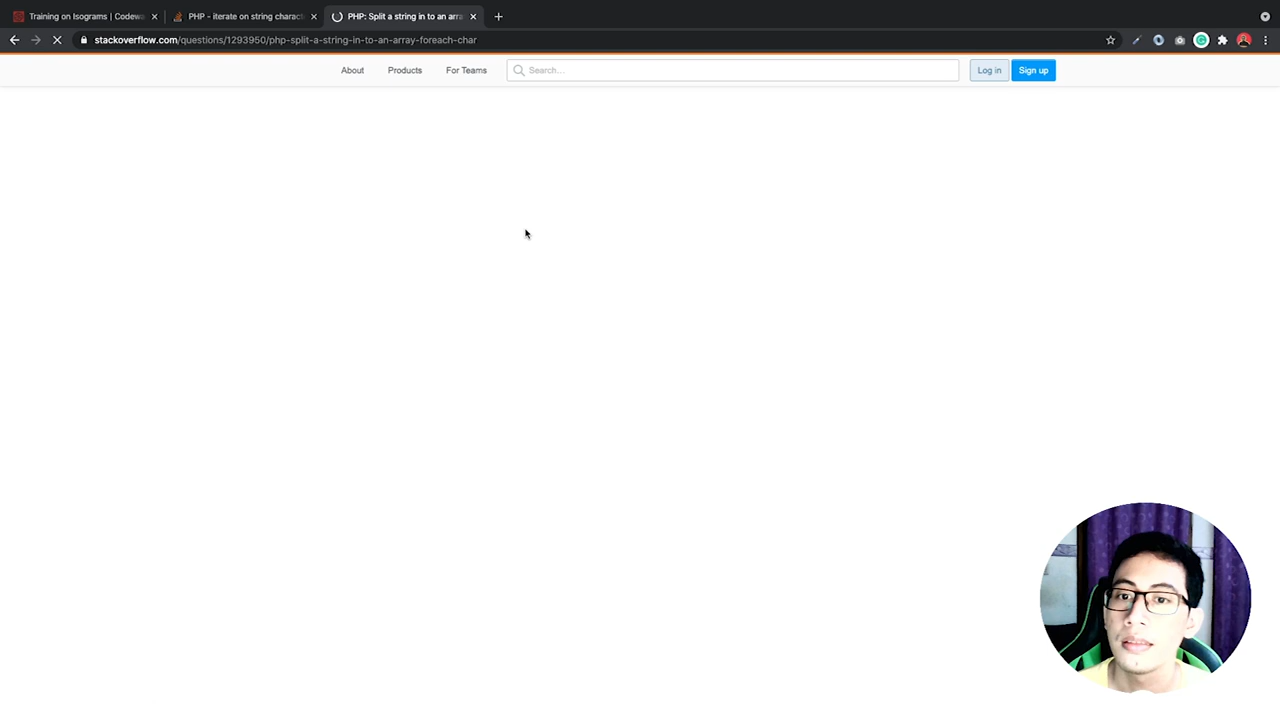 Training on Isograms | Codewa
PHP - iterate on string charact
PHP: Split a string in to an arra
stackoverflow.com/questions/1293950/php-split-a-string-in-to-an-array-foreach-char
About Products For Teams Search… Log in Sign up